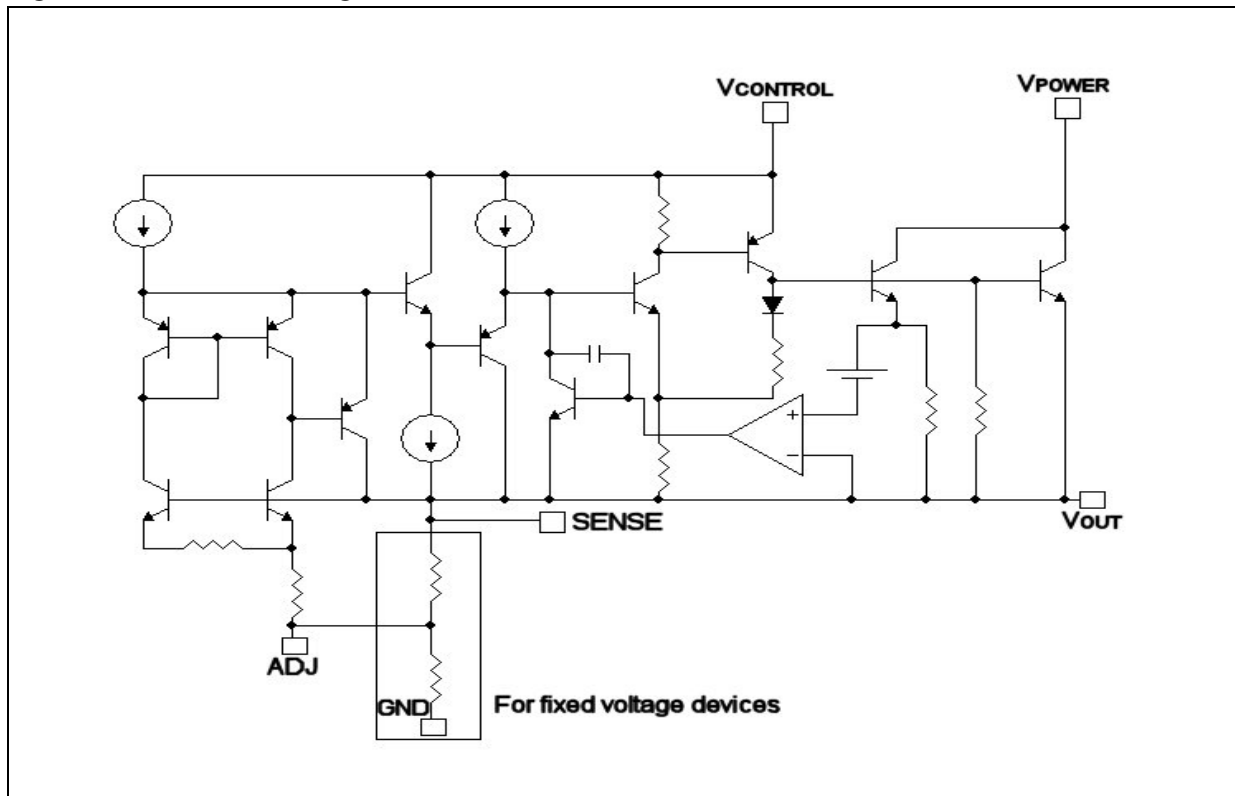 VCONTROL
VPOWER
+
−
SENSE
VOUT
ADJ
GND
For fixed voltage devices